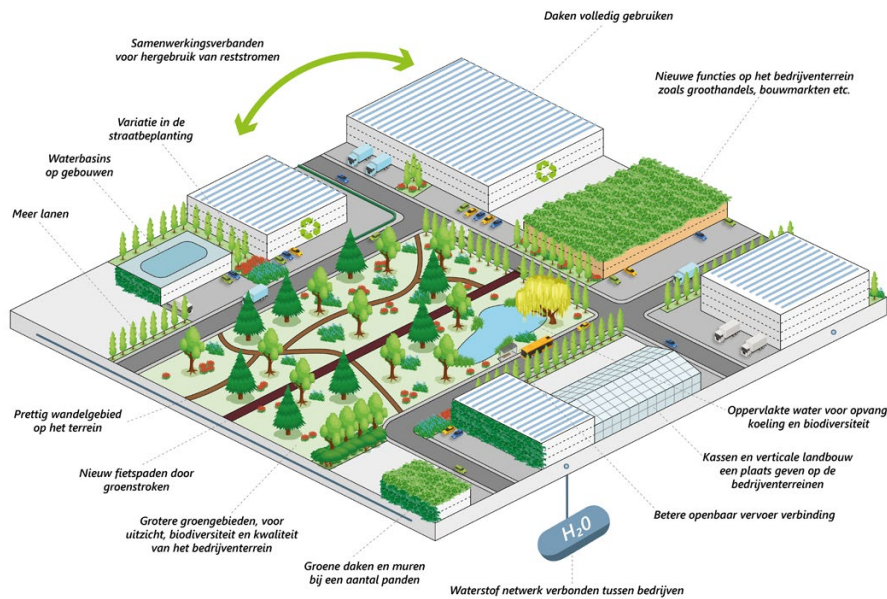 Daken volledig gebruiken
Samenwerkingsverbanden
voor hergebruik van reststromen
Nieuwe functies op het bedrijventerrein
zoals groothandels, bouwmarkten etc.
Variatie in de
straatbeplanting
Waterbasins
op gebouwen
Meer lanen
Prettig wandelgebied
op het terrein
Oppervlakte water voor opvang
koeling en biodiversiteit
Nieuw fietspaden door
groenstroken
Kassen en verticale landbouw
een plaats geven op de
bedrijventerreinen
Grotere groengebieden, voor
uitzicht, biodiversiteit en kwaliteit
van het bedrijventerrein
Betere openbaar vervoer verbinding
H₂0
Groene daken en muren
bij een aantal panden
Waterstof netwerk verbonden tussen bedrijven